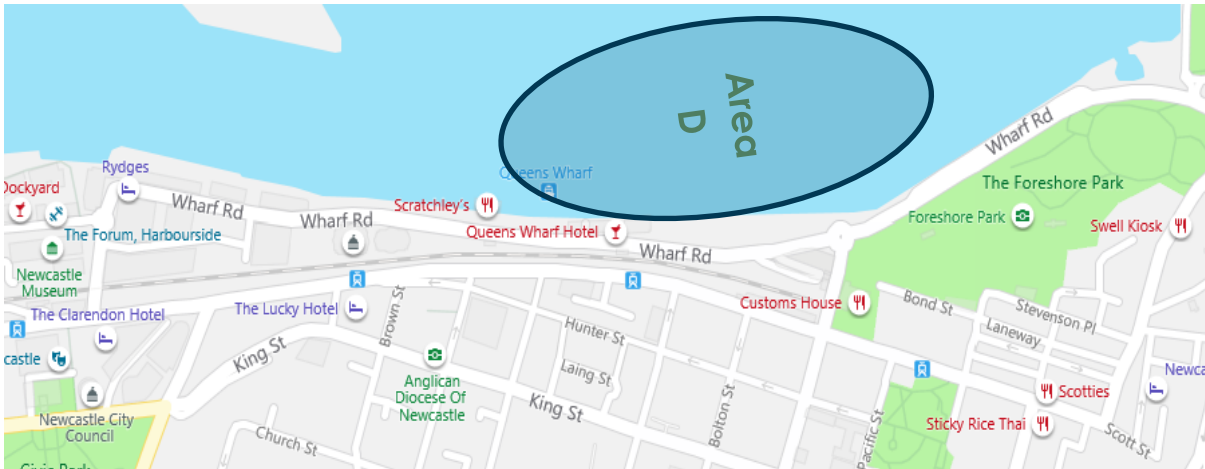 Area
D
Queens Wharf
Rydges
Dockyard
Wharf Rd
Scratchley's
Wharf Rd
Wharf Rd
The Foreshore Park
Foreshore Park
Swell Kiosk
The Forum, Harbourside
Queens Wharf Hotel
Wharf Rd
Newcastle
Museum
The Clarendon Hotel
The Lucky Hotel
Brown St
Customs House
Bond St
Stevenson Pl
Laneway
Hunter St
castle
King St
Laing St
Anglican
Diocese Of
Newcastle
King St
Bolton St
Pacific St
Scotties
Newca
Newcastle City
Council
Church St
Sticky Rice Thai
Scott St
Civic Park